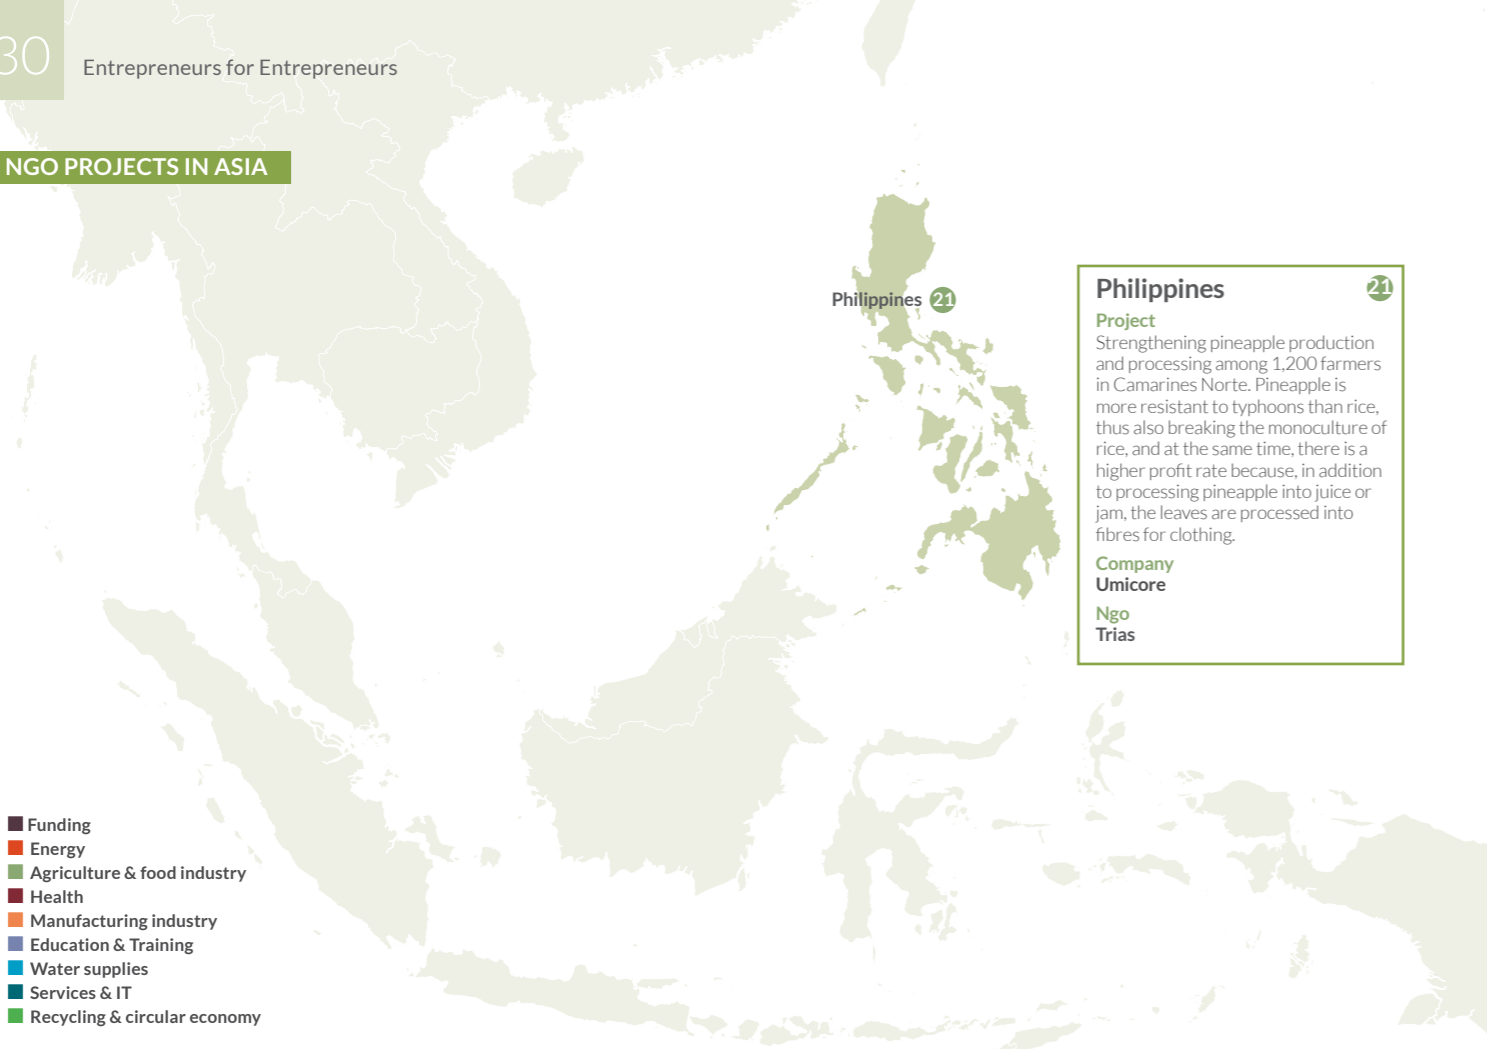 30
Entrepreneurs for Entrepreneurs
NGO PROJECTS IN ASIA
Philippines 21
Philippines 21
Project
Strengthening pineapple production
and processing among 1,200 farmers
in Camarines Norte. Pineapple is
more resistant to typhoons than rice,
thus also breaking the monoculture of
rice, and at the same time, there is a
higher profit rate because, in addition
to processing pineapple into juice or
jam, the leaves are processed into
fibres for clothing.
Company
Umicore
Ngo
Trias
Funding
Energy
Agriculture & food industry
Health
Manufacturing industry
Education & Training
Water supplies
Services & IT
Recycling & circular economy